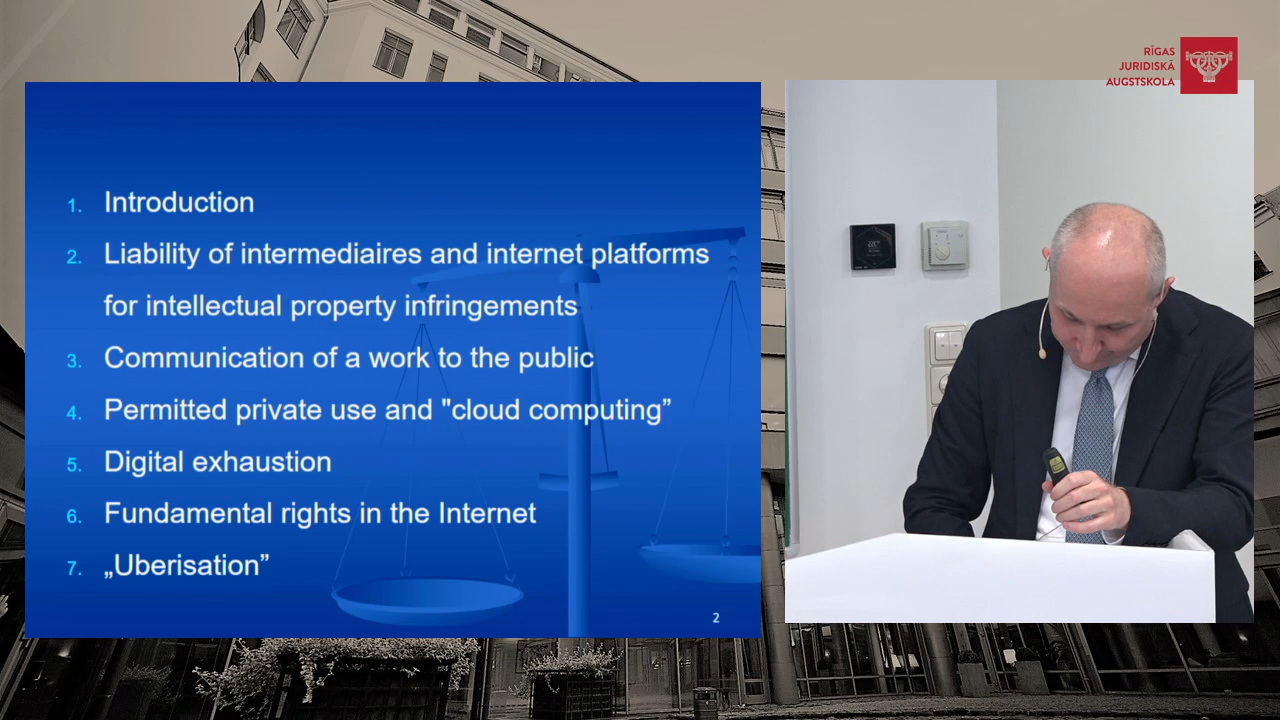 RĪGAS
JURIDISKĀ
AUGSTSKOLA
1. Introduction
2. Liability of intermediaires and internet platforms
for intellectual property infringements
3. Communication of a work to the public
4. Permitted private use and "cloud computing”
5. Digital exhaustion
6. Fundamental rights in the Internet
7. „Uberisation”
2